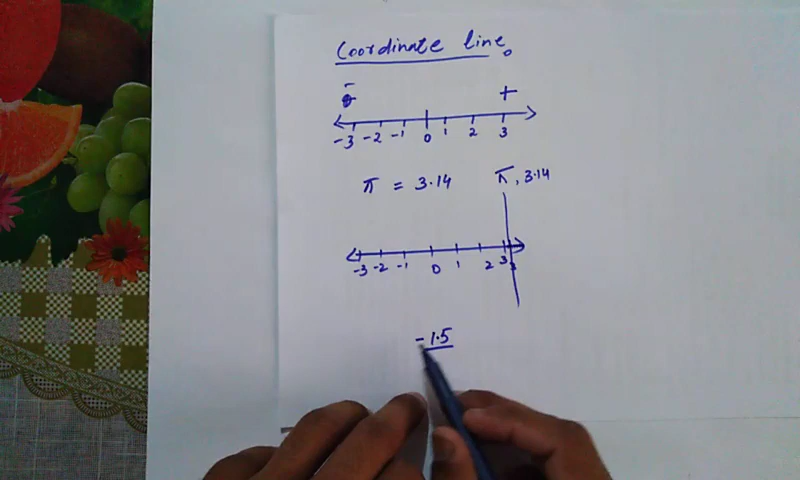 Coordinate line
- +
-3 -2 -1 0 1 2 3
π = 3.14 π, 3.14
-3 -2 -1 0 1 2 3
-1.5